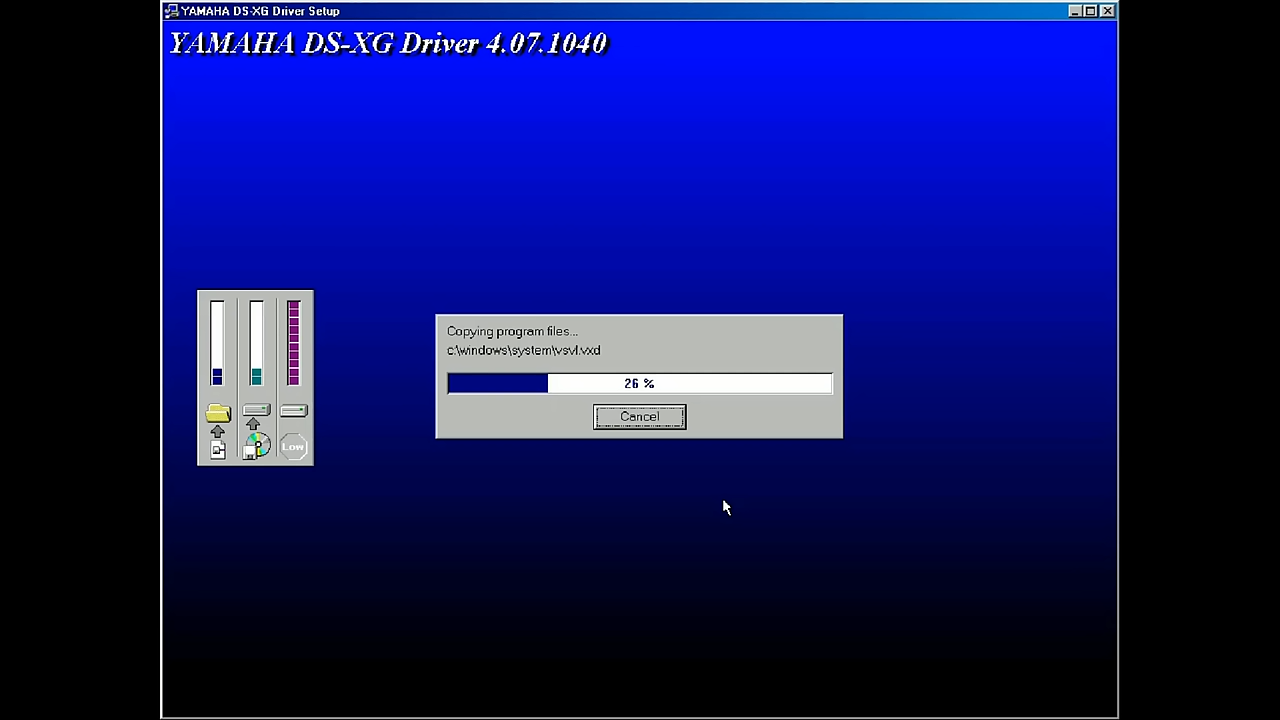 YAMAHA DS-XG Driver Setup
YAMAHA DS-XG Driver 4.07.1040
Copying program files...
c:\windows\system\vsvl.vxd
26 %
Cancel
Low